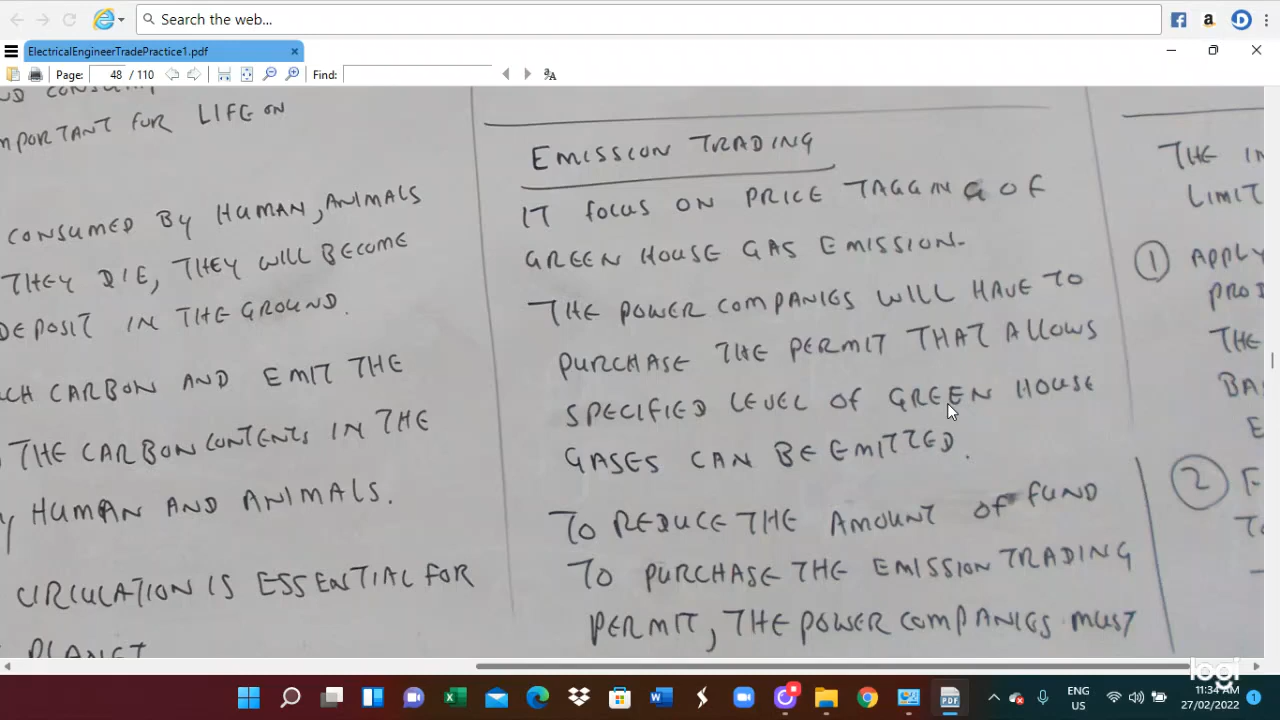 Search the web...
ElectricalEngineerTradePractice1.pdf
Page: 48 / 110
Find:
IMPORTANT FOR LIFE ON
CONSUMED BY HUMAN, ANIMALS
THEY DIE, THEY WILL BECOME
DEPOSIT IN THE GROUND.
CARBON AND EMIT THE
THE CARBON CONTENTS IN THE
HUMAN AND ANIMALS.
CIRCULATION IS ESSENTIAL FOR
PLANET
EMISSION TRADING
IT FOCUS ON PRICE TAGGING OF
GREEN HOUSE GAS EMISSION.
THE POWER COMPANIES WILL HAVE TO
PURCHASE THE PERMIT THAT ALLOWS
SPECIFIED LEVEL OF GREEN HOUSE
GASES CAN BE EMITTED.
TO REDUCE THE AMOUNT OF FUND
TO PURCHASE THE EMISSION TRADING
PERMIT, THE POWER COMPANIES MUST
THE
LIMIT
1 APPLY
THE
2
logi
ENG
US
11:34 AM
27/02/2022